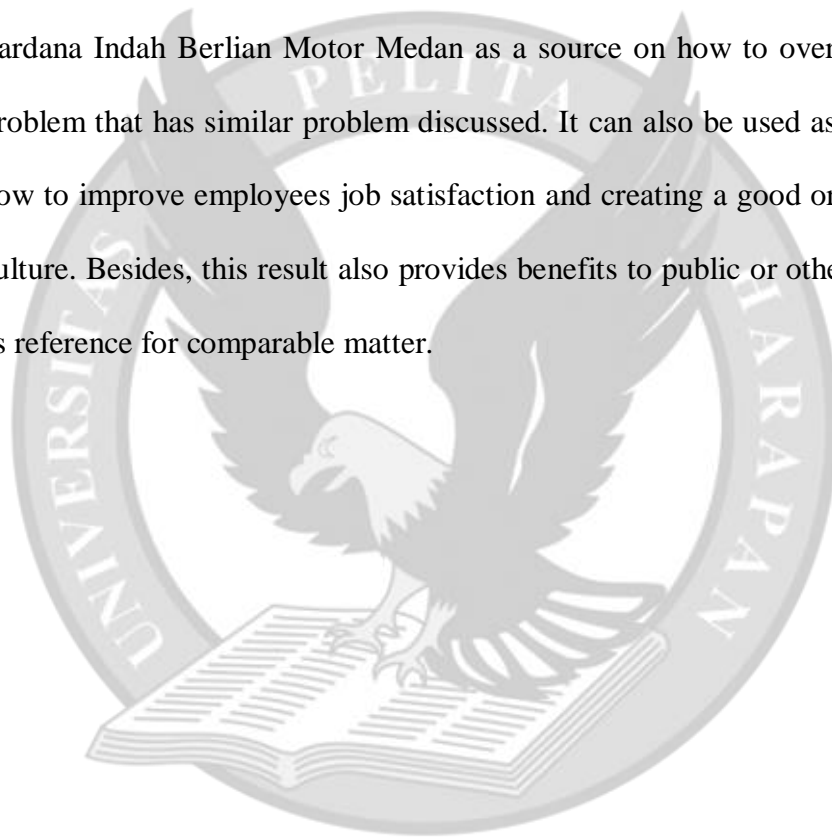 ardana Indah Berlian Motor Medan as a source on how to over
roblem that has similar problem discussed. It can also be used as
ow to improve employees job satisfaction and creating a good or
ulture. Besides, this result also provides benefits to public or othe
s reference for comparable matter.
UNIVERSITAS PELITA HARAPAN